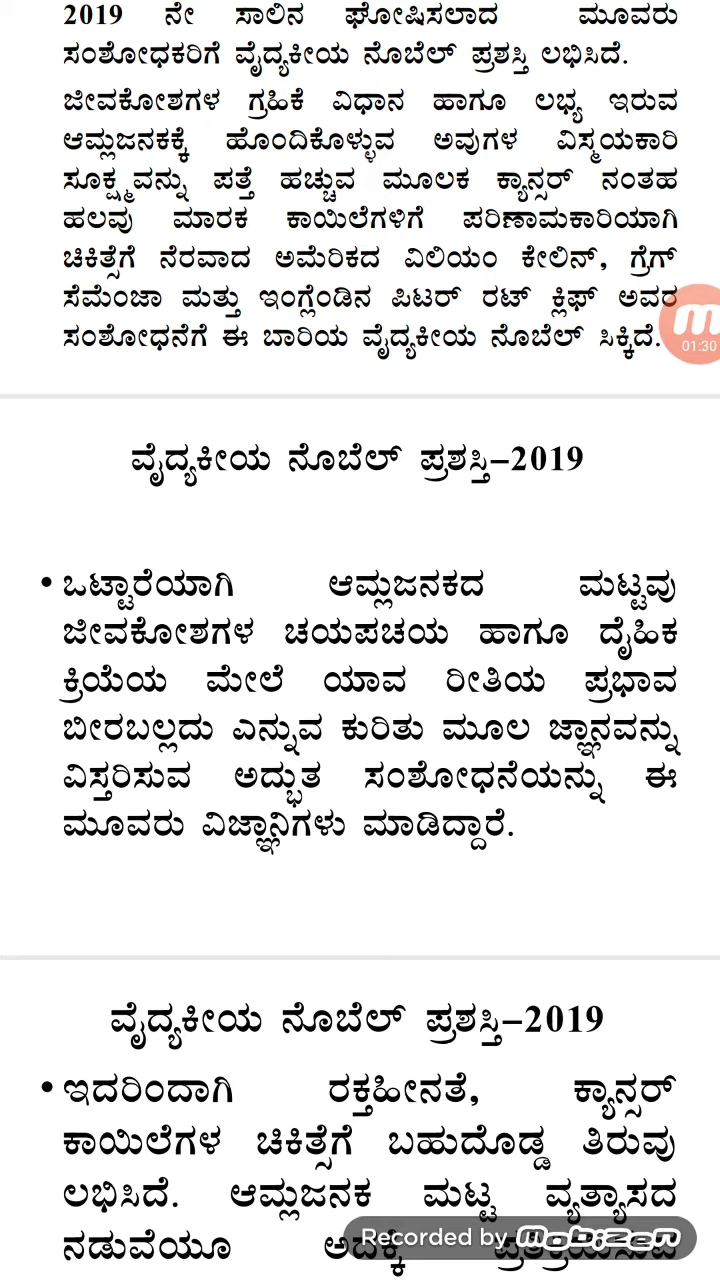 2019 ನೇ ಸಾಲಿನ ಘೋಷಿಸಲಾದ ಮೂವರು
ಸಂಶೋಧಕರಿಗೆ ವೈದ್ಯಕೀಯ ನೊಬೆಲ್ ಪ್ರಶಸ್ತಿ ಲಭಿಸಿದೆ.
ಜೀವಕೋಶಗಳ ಗ್ರಹಿಕೆ ವಿಧಾನ ಹಾಗೂ ಲಭ್ಯ ಇರುವ
ಆಮ್ಲಜನಕಕ್ಕೆ ಹೊಂದಿಕೊಳ್ಳುವ ಅವುಗಳ ವಿಸ್ಮಯಕಾರಿ
ಸೂಕ್ಷ್ಮವನ್ನು ಪತ್ತೆ ಹಚ್ಚುವ ಮೂಲಕ ಕ್ಯಾನ್ಸರ್ ನಂತಹ
ಹಲವು ಮಾರಕ ಕಾಯಿಲೆಗಳಿಗೆ ಪರಿಣಾಮಕಾರಿಯಾಗಿ
ಚಿಕಿತ್ಸೆಗೆ ನೆರವಾದ ಅಮೆರಿಕದ ವಿಲಿಯಂ ಕೇಲಿನ್, ಗ್ರೆಗ್
ಸೆಮೆಂಜಾ ಮತ್ತು ಇಂಗ್ಲೆಂಡಿನ ಪಿಟರ್ ರಟ್ ಕ್ಲಿಫ್ ಅವರ
ಸಂಶೋಧನೆಗೆ ಈ ಬಾರಿಯ ವೈದ್ಯಕೀಯ ನೊಬೆಲ್ ಸಿಕ್ಕಿದೆ.
01:30
ವೈದ್ಯಕೀಯ ನೊಬೆಲ್ ಪ್ರಶಸ್ತಿ–2019
• ಒಟ್ಟಾರೆಯಾಗಿ ಆಮ್ಲಜನಕದ ಮಟ್ಟವು
ಜೀವಕೋಶಗಳ ಚಯಪಚಯ ಹಾಗೂ ದೈಹಿಕ
ಕ್ರಿಯೆಯ ಮೇಲೆ ಯಾವ ರೀತಿಯ ಪ್ರಭಾವ
ಬೀರಬಲ್ಲದು ಎನ್ನುವ ಕುರಿತು ಮೂಲ ಜ್ಞಾನವನ್ನು
ವಿಸ್ತರಿಸುವ ಅದ್ಭುತ ಸಂಶೋಧನೆಯನ್ನು ಈ
ಮೂವರು ವಿಜ್ಞಾನಿಗಳು ಮಾಡಿದ್ದಾರೆ.
ವೈದ್ಯಕೀಯ ನೊಬೆಲ್ ಪ್ರಶಸ್ತಿ–2019
• ಇದರಿಂದಾಗಿ ರಕ್ತಹೀನತೆ, ಕ್ಯಾನ್ಸರ್
ಕಾಯಿಲೆಗಳ ಚಿಕಿತ್ಸೆಗೆ ಬಹುದೊಡ್ಡ ತಿರುವು
ಲಭಿಸಿದೆ. ಆಮ್ಲಜನಕ ಮಟ್ಟ ವ್ಯತ್ಯಾಸದ
ನಡುವೆಯೂ ಅದಕ್ಕೆ
Recorded by MOBIZEN